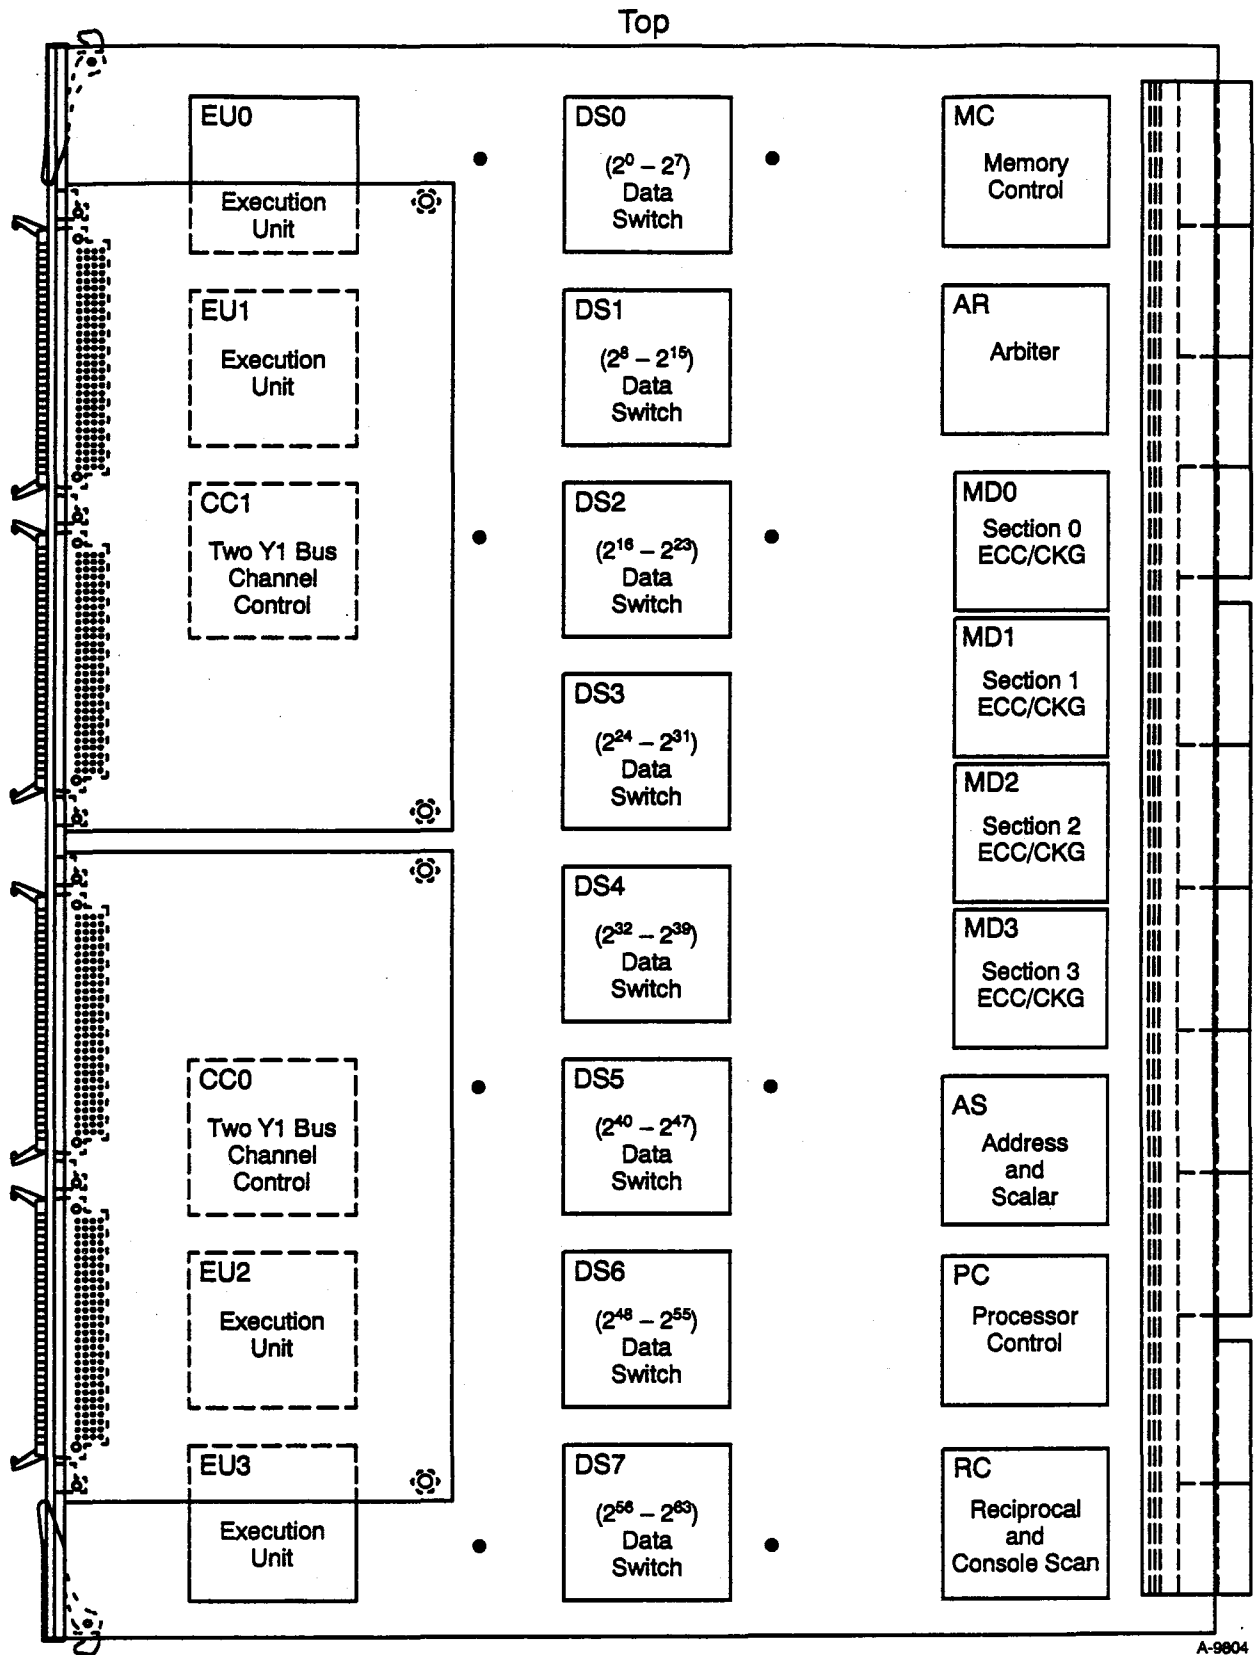 Top
EU0
Execution
Unit
EU1
Execution
Unit
CC1
Two Y1 Bus
Channel
Control
CC0
Two Y1 Bus
Channel
Control
EU2
Execution
Unit
EU3
Execution
Unit
DS0
(2⁰ – 2⁷)
Data
Switch
DS1
(2⁸ – 2¹⁵)
Data
Switch
DS2
(2¹⁶ – 2²³)
Data
Switch
DS3
(2²⁴ – 2³¹)
Data
Switch
DS4
(2³² – 2³⁹)
Data
Switch
DS5
(2⁴⁰ – 2⁴⁷)
Data
Switch
DS6
(2⁴⁸ – 2⁵⁵)
Data
Switch
DS7
(2⁵⁶ – 2⁶³)
Data
Switch
MC
Memory
Control
AR
Arbiter
MD0
Section 0
ECC/CKG
MD1
Section 1
ECC/CKG
MD2
Section 2
ECC/CKG
MD3
Section 3
ECC/CKG
AS
Address
and
Scalar
PC
Processor
Control
RC
Reciprocal
and
Console Scan
A-9804